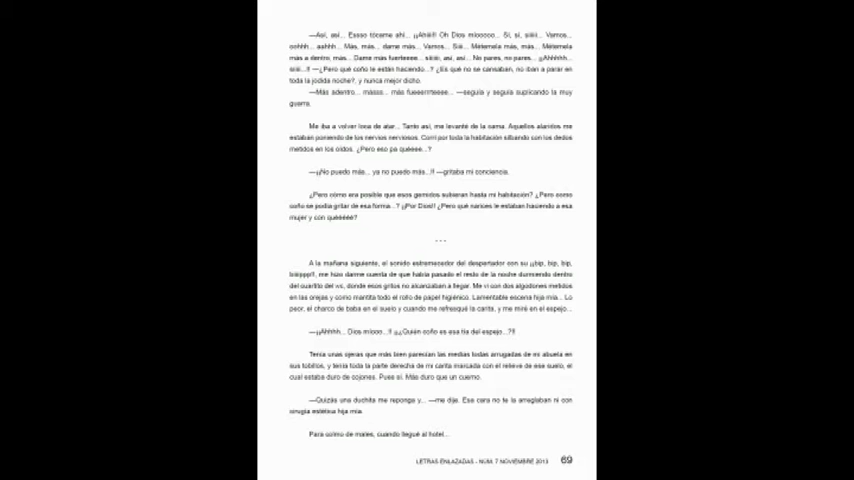 —Así, así... Essso tócame ahí... ¡¡Ahiii!! Oh Dios miooooo... Sí, sí, siiiii... Vamos...
oohhh... aahhh... Más, más... dame más... Vamos... Siii... Métemela más, más... Métemela
más a dentro, más... Dame más fuerteeee... siiiiii, así, así... No pares, no pares... ¡¡Ahhhhh...
siiii...!! —¿Pero qué coño le están haciendo...? ¿Es que no se cansaban, no iban a parar en
toda la jodida noche?, y nunca mejor dicho.
—Más adentro... másss... más fueeerrrteeee... —seguía y seguía suplicando la muy
guarra.
Me iba a volver loca de atar... Tanto así, me levanté de la cama. Aquellos alaridos me
estaban poniendo de los nervios nerviosos. Corrí por toda la habitación silbando con los dedos
metidos en los oídos. ¿Pero eso pa quéeee...?
—¡¡No puedo más... ya no puedo más...!! —gritaba mi conciencia.
¿Pero cómo era posible que esos gemidos subieran hasta mi habitación? ¿Pero como
coño se podía gritar de esa forma...? ¡¡Por Dios!! ¿Pero qué narices le estaban haciendo a esa
mujer y con quééééé?
...
A la mañana siguiente, el sonido estremecedor del despertador con su ¡¡bip, bip, bip,
biiippp!!, me hizo darme cuenta de que había pasado el resto de la noche durmiendo dentro
del cuartito del wc, donde esos gritos no alcanzaban a llegar. Me vi con dos algodones metidos
en las orejas y como mantita todo el rollo de papel higiénico. Lamentable escena hija mía... Lo
peor, el charco de baba en el suelo y cuando me refresqué la carita, y me miré en el espejo...
—¡¡Ahhhh... Dios miooo...!! ¡¡¿¿Quién coño es esa tía del espejo...??!!
Tenía unas ojeras que más bien parecían las medias todas arrugadas de mi abuela en
sus tobillos, y tenía toda la parte derecha de mi carita marcada con el relieve de ese suelo, el
cual estaba duro de cojones. Pues sí. Más duro que un cuerno.
—Quizás una duchita me reponga y... —me dije. Esa cara no te la arreglaban ni con
cirugía estética hija mía.
Para colmo de males, cuando llegué al hotel...
LETRAS ENLAZADAS - NÚM. 7 NOVIEMBRE 2013 69